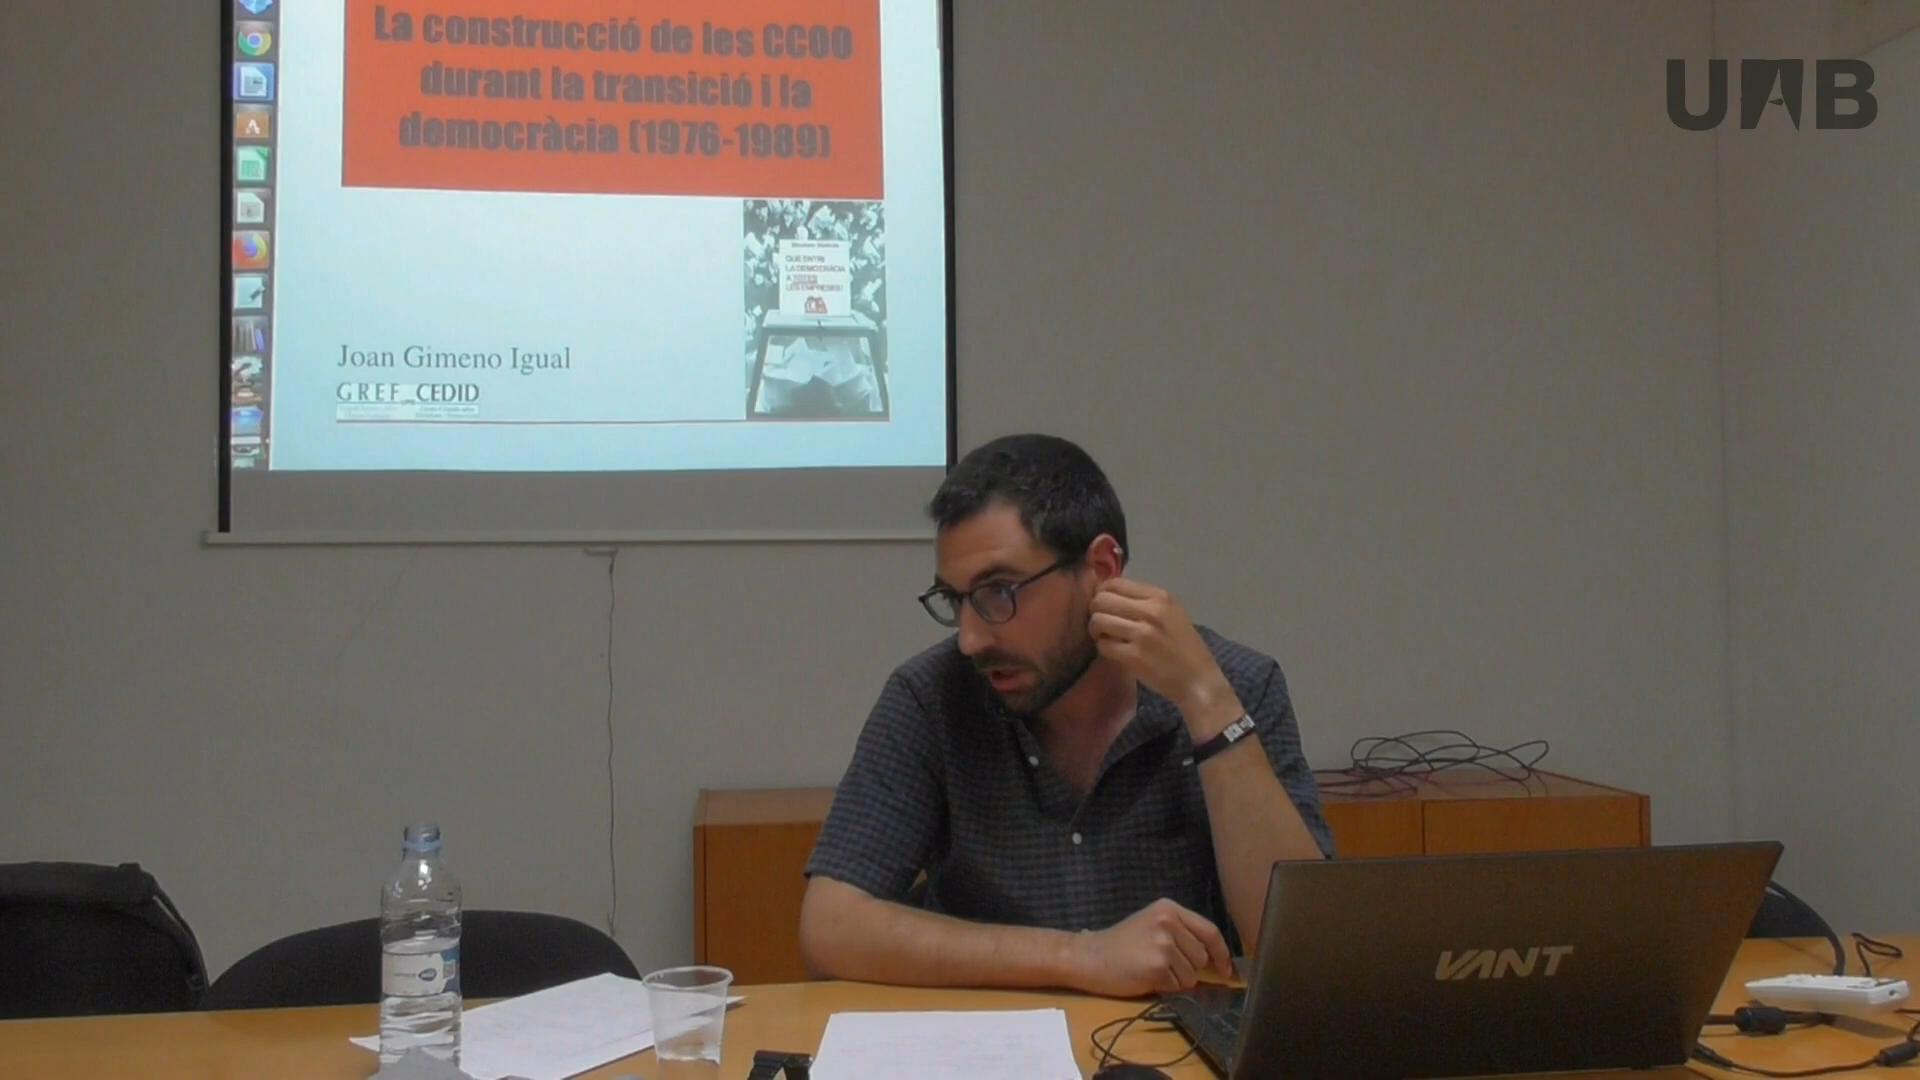 La construcció de les CCOO
durant la transició i la
democràcia (1976-1989)
UAB
QUE ENTRI
LA DEMOCRÀCIA
A TOTES
LES EMPRESES!
Joan Gimeno Igual
GREF CEDID
VANT